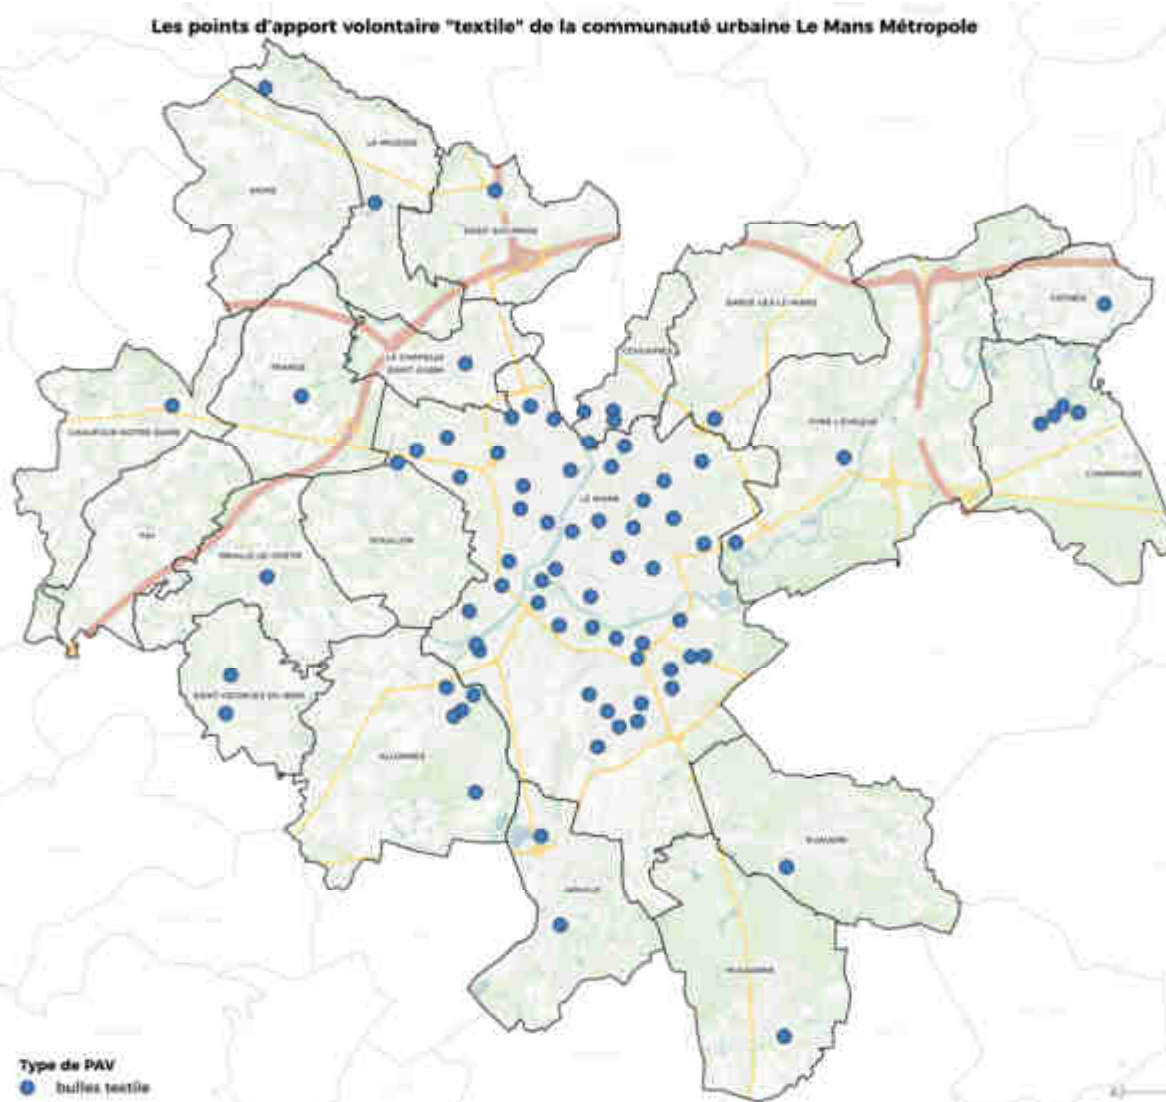 Les points d'apport volontaire "textile" de la communauté urbaine Le Mans Métropole
LA MILESSE
AIGNÉ
SAINT-SATURNIN
SARGÉ-LÈS-LE-MANS
FATINES
COULAINES
LA CHAPELLE
SAINT-AUBIN
TRANGÉ
CHAUFOUR-NOTRE-DAME
YVRÉ-L'ÉVÊQUE
CHAMPAGNÉ
LE MANS
FAY
PRUILLÉ-LE-CHÉTIF
ROUILLON
SAINT-GEORGES-DU-BOIS
ALLONNES
RUAUDIN
ARNAGE
MULSANNE
Type de PAV
bulles textile